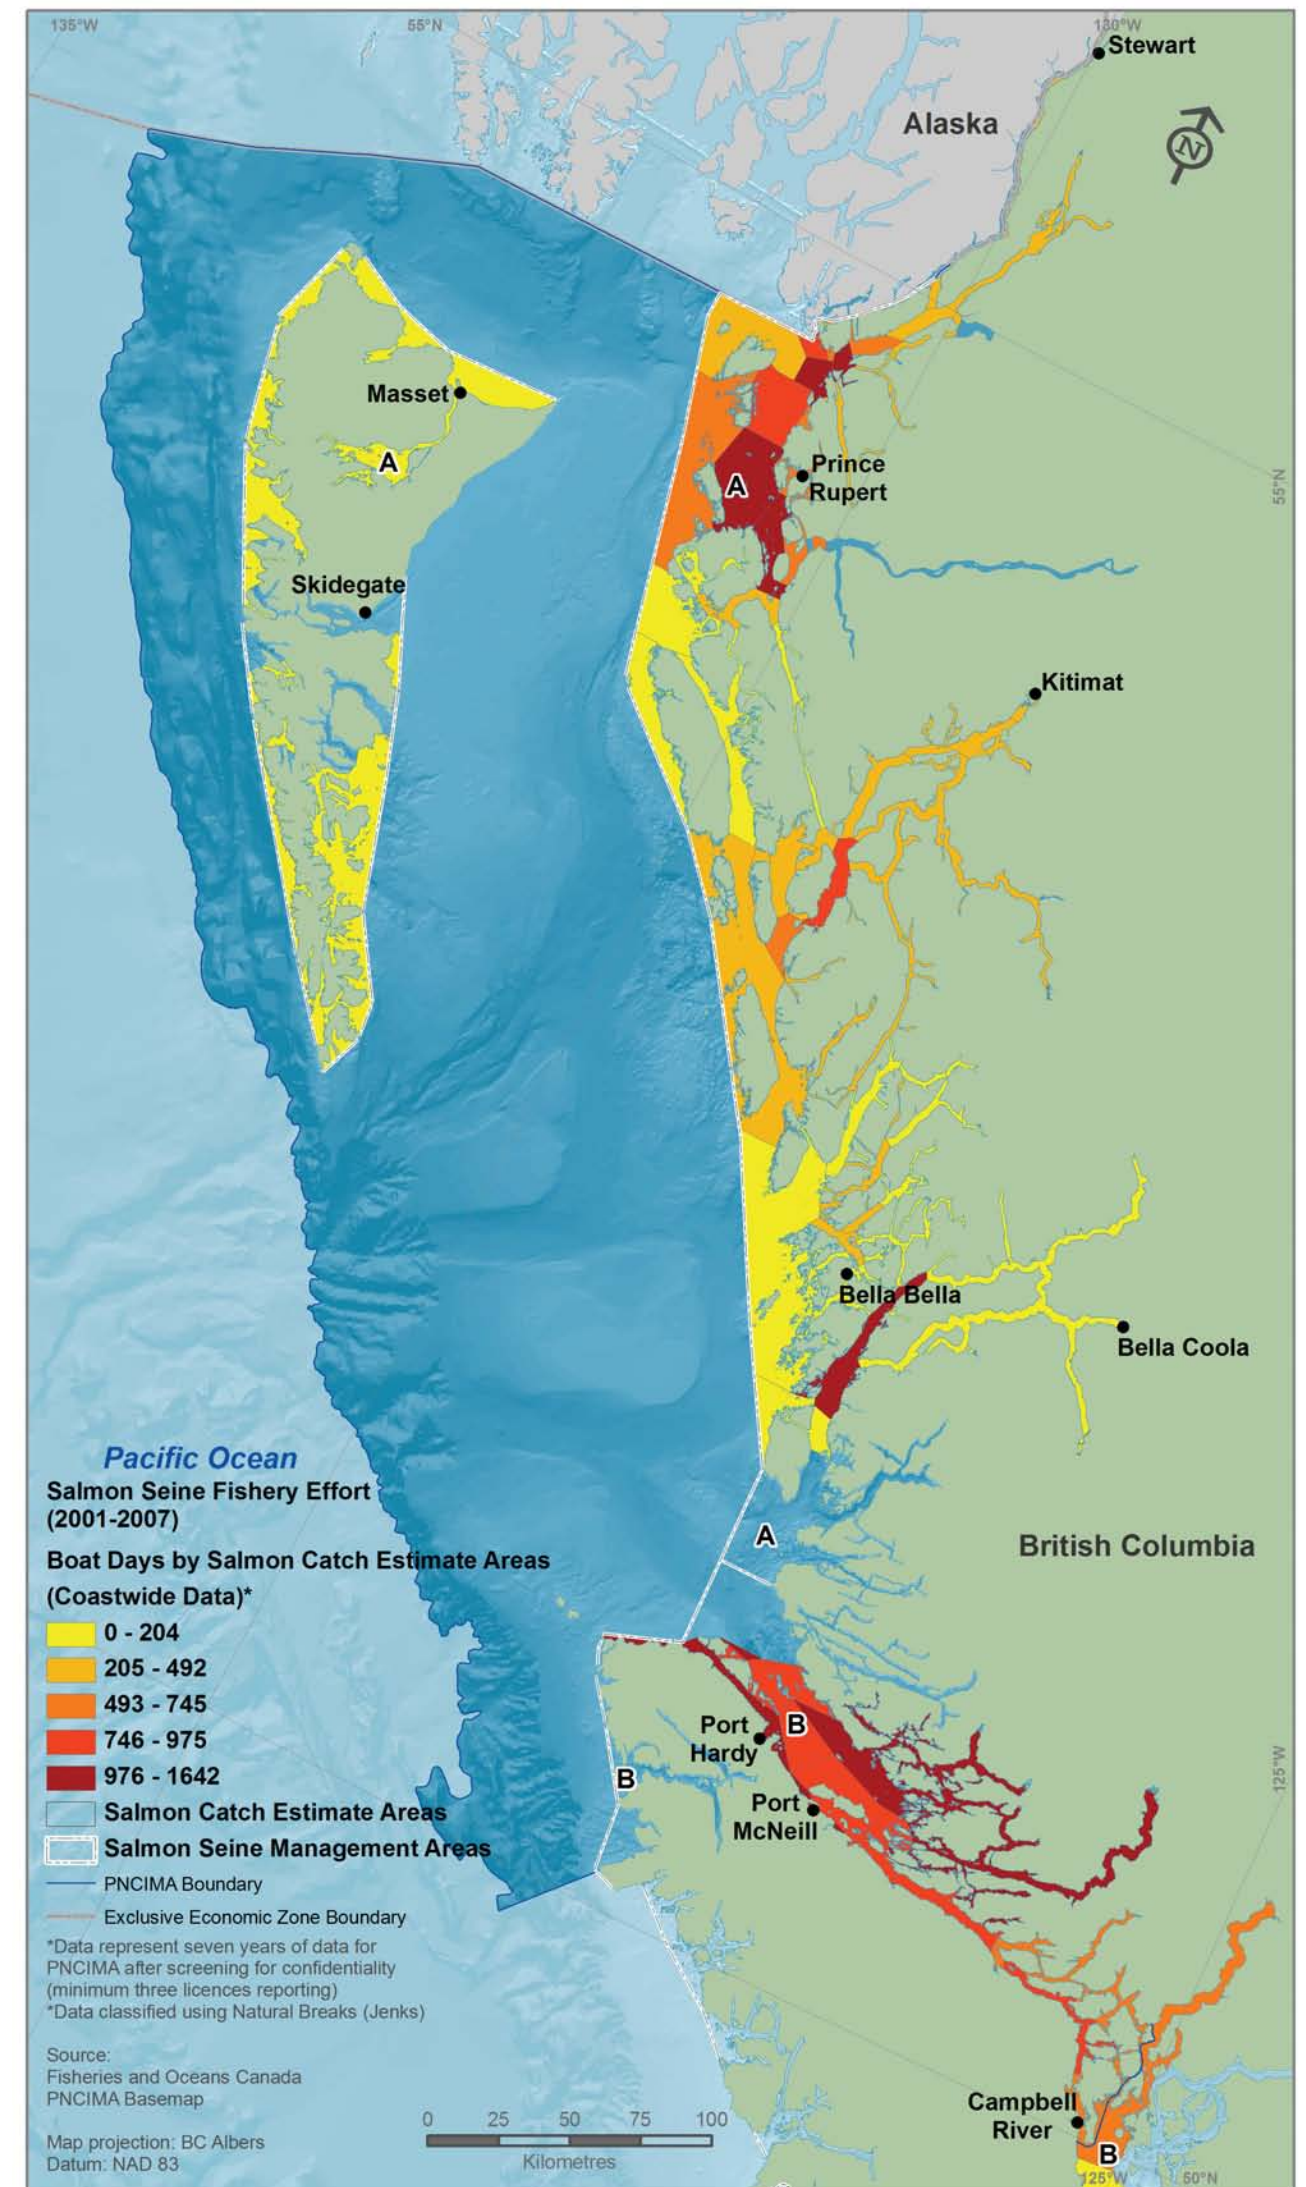 135°W
55°N
130°W
Stewart
Alaska
N
Masset
A
Prince
Rupert
A
55°N
Skidegate
Kitimat
Bella Bella
Bella Coola
A
British Columbia
Port
Hardy
B
B
Port
McNeill
125°W
Campbell
River
B
125°W
50°N
Pacific Ocean
Salmon Seine Fishery Effort
(2001-2007)
Boat Days by Salmon Catch Estimate Areas
(Coastwide Data)*
0 - 204
205 - 492
493 - 745
746 - 975
976 - 1642
Salmon Catch Estimate Areas
Salmon Seine Management Areas
PNCIMA Boundary
Exclusive Economic Zone Boundary
*Data represent seven years of data for
PNCIMA after screening for confidentiality
(minimum three licences reporting)
*Data classified using Natural Breaks (Jenks)
Source:
Fisheries and Oceans Canada
PNCIMA Basemap
Map projection: BC Albers
Datum: NAD 83
0 25 50 75 100
Kilometres